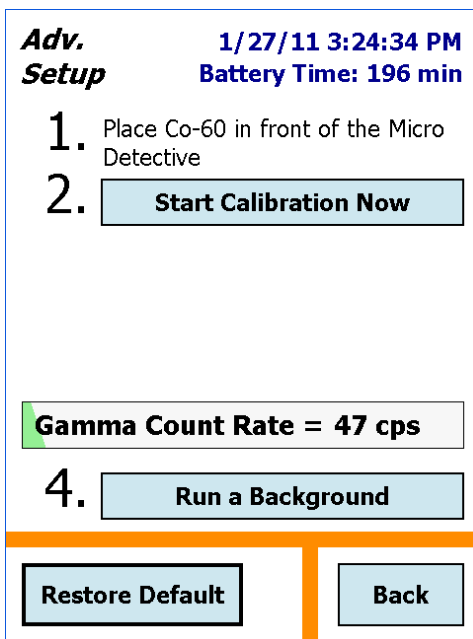 Adv. 1/27/11 3:24:34 PM
Setup Battery Time: 196 min
1. Place Co-60 in front of the Micro
Detective
2. Start Calibration Now
Gamma Count Rate = 47 cps
4. Run a Background
Restore Default Back